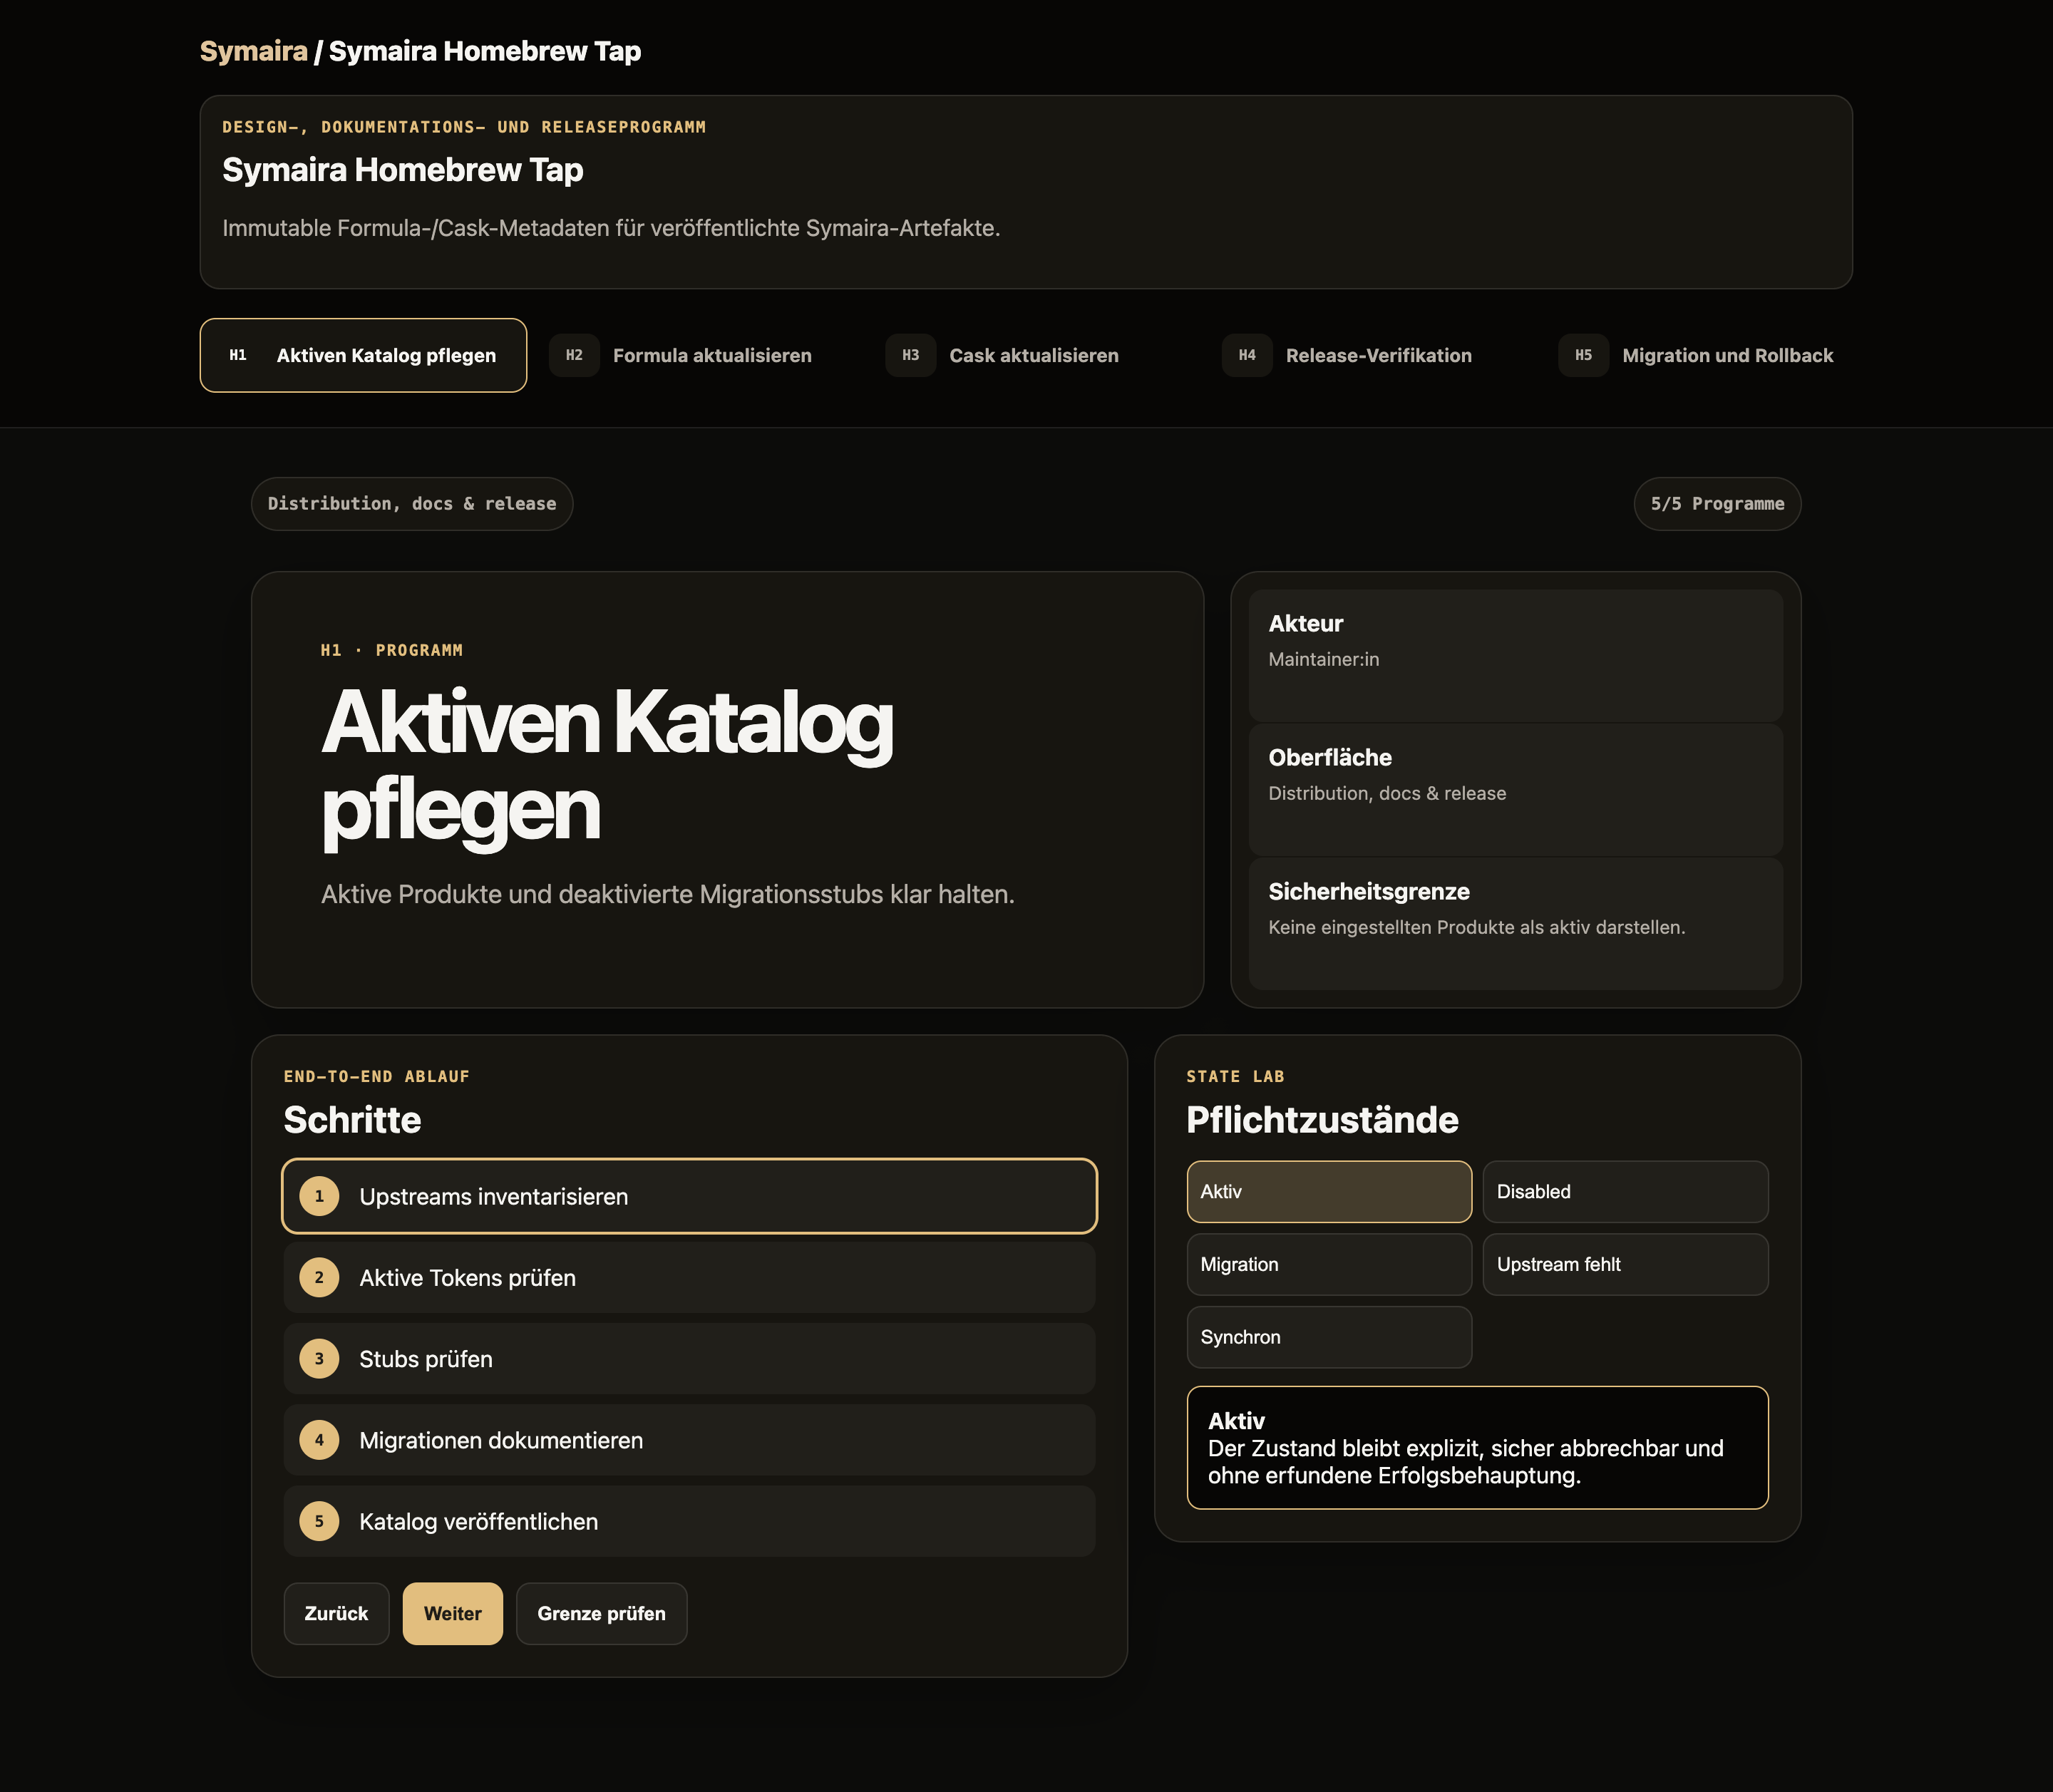 Symaira / Symaira Homebrew Tap
DESIGN-, DOKUMENTATIONS- UND RELEASEPROGRAMM
Symaira Homebrew Tap
Immutable Formula-/Cask-Metadaten für veröffentlichte Symaira-Artefakte.
H1 Aktiven Katalog pflegen
H2 Formula aktualisieren
H3 Cask aktualisieren
H4 Release-Verifikation
H5 Migration und Rollback
Distribution, docs & release
5/5 Programme
H1 · PROGRAMM
Aktiven Katalog
pflegen
Aktive Produkte und deaktivierte Migrationsstubs klar halten.
Akteur
Maintainer:in
Oberfläche
Distribution, docs & release
Sicherheitsgrenze
Keine eingestellten Produkte als aktiv darstellen.
END-TO-END ABLAUF
Schritte
1 Upstreams inventarisieren
2 Aktive Tokens prüfen
3 Stubs prüfen
4 Migrationen dokumentieren
5 Katalog veröffentlichen
Zurück
Weiter
Grenze prüfen
STATE LAB
Pflichtzustände
Aktiv
Disabled
Migration
Upstream fehlt
Synchron
Aktiv
Der Zustand bleibt explizit, sicher abbrechbar und
ohne erfundene Erfolgsbehauptung.